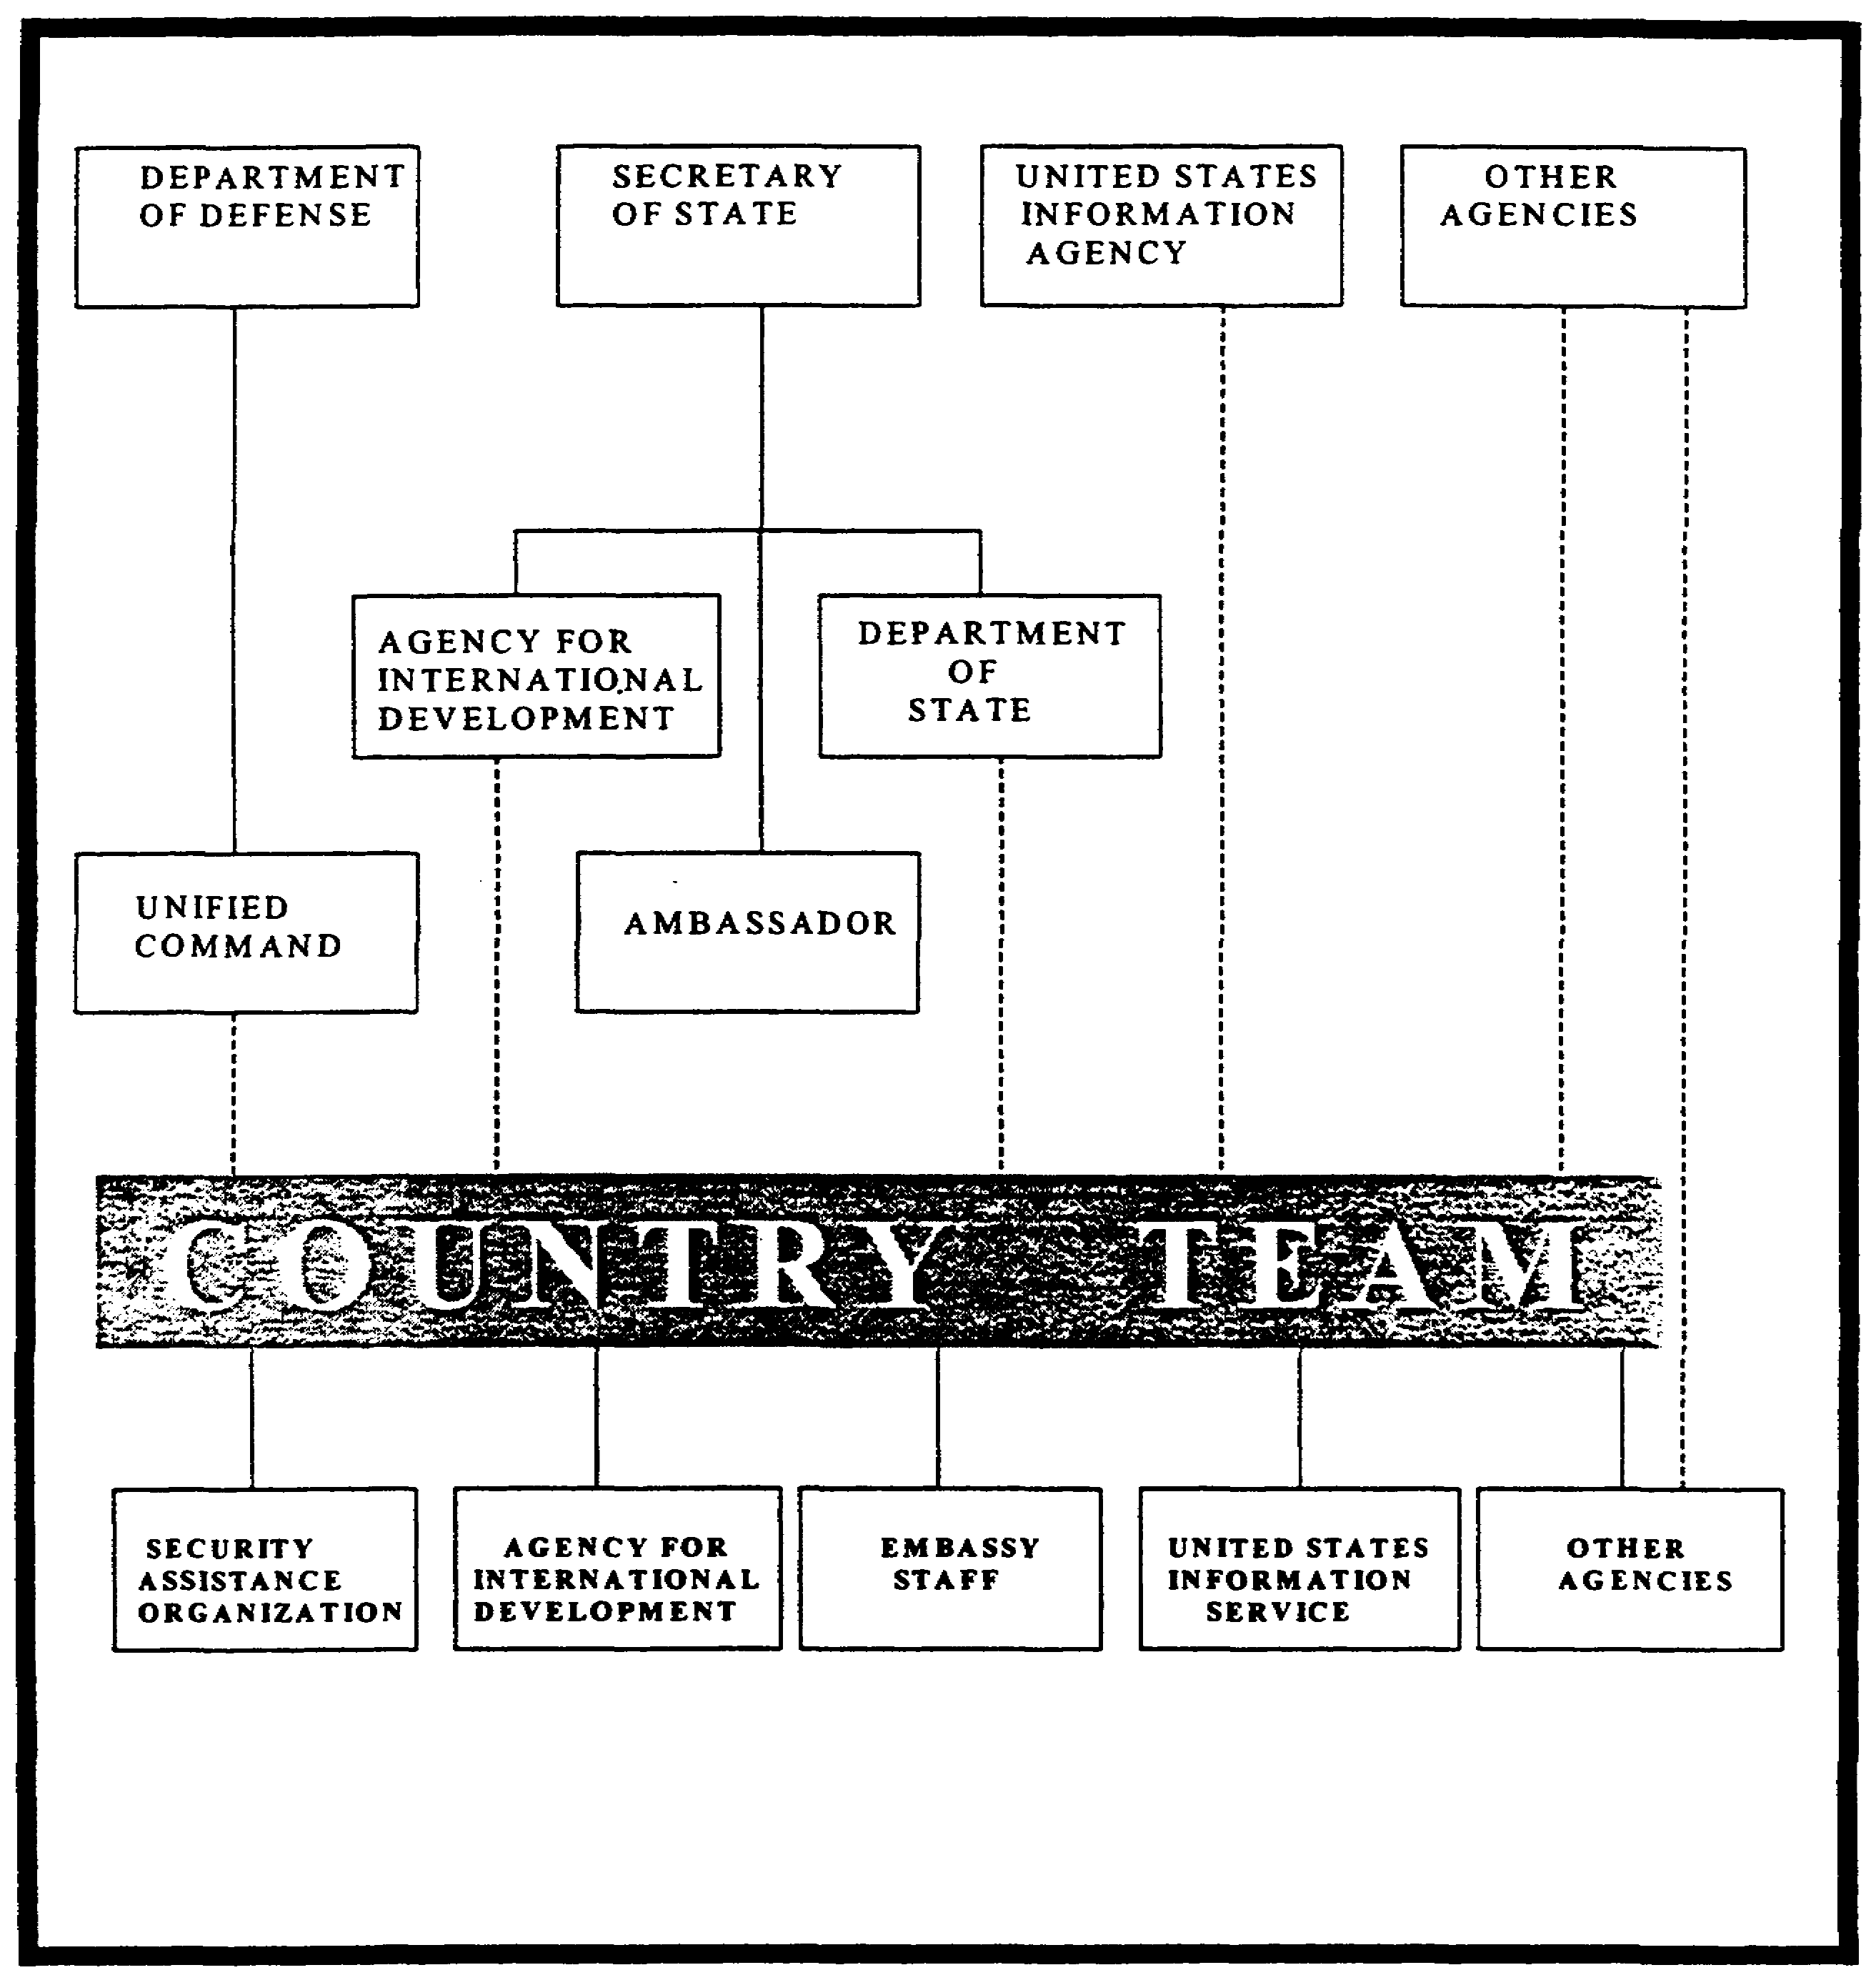 DEPARTMENT
OF DEFENSE
SECRETARY
OF STATE
UNITED STATES
INFORMATION
AGENCY
OTHER
AGENCIES
AGENCY FOR
INTERNATIONAL
DEVELOPMENT
DEPARTMENT
OF
STATE
UNIFIED
COMMAND
AMBASSADOR
COUNTRY TEAM
SECURITY
ASSISTANCE
ORGANIZATION
AGENCY FOR
INTERNATIONAL
DEVELOPMENT
EMBASSY
STAFF
UNITED STATES
INFORMATION
SERVICE
OTHER
AGENCIES